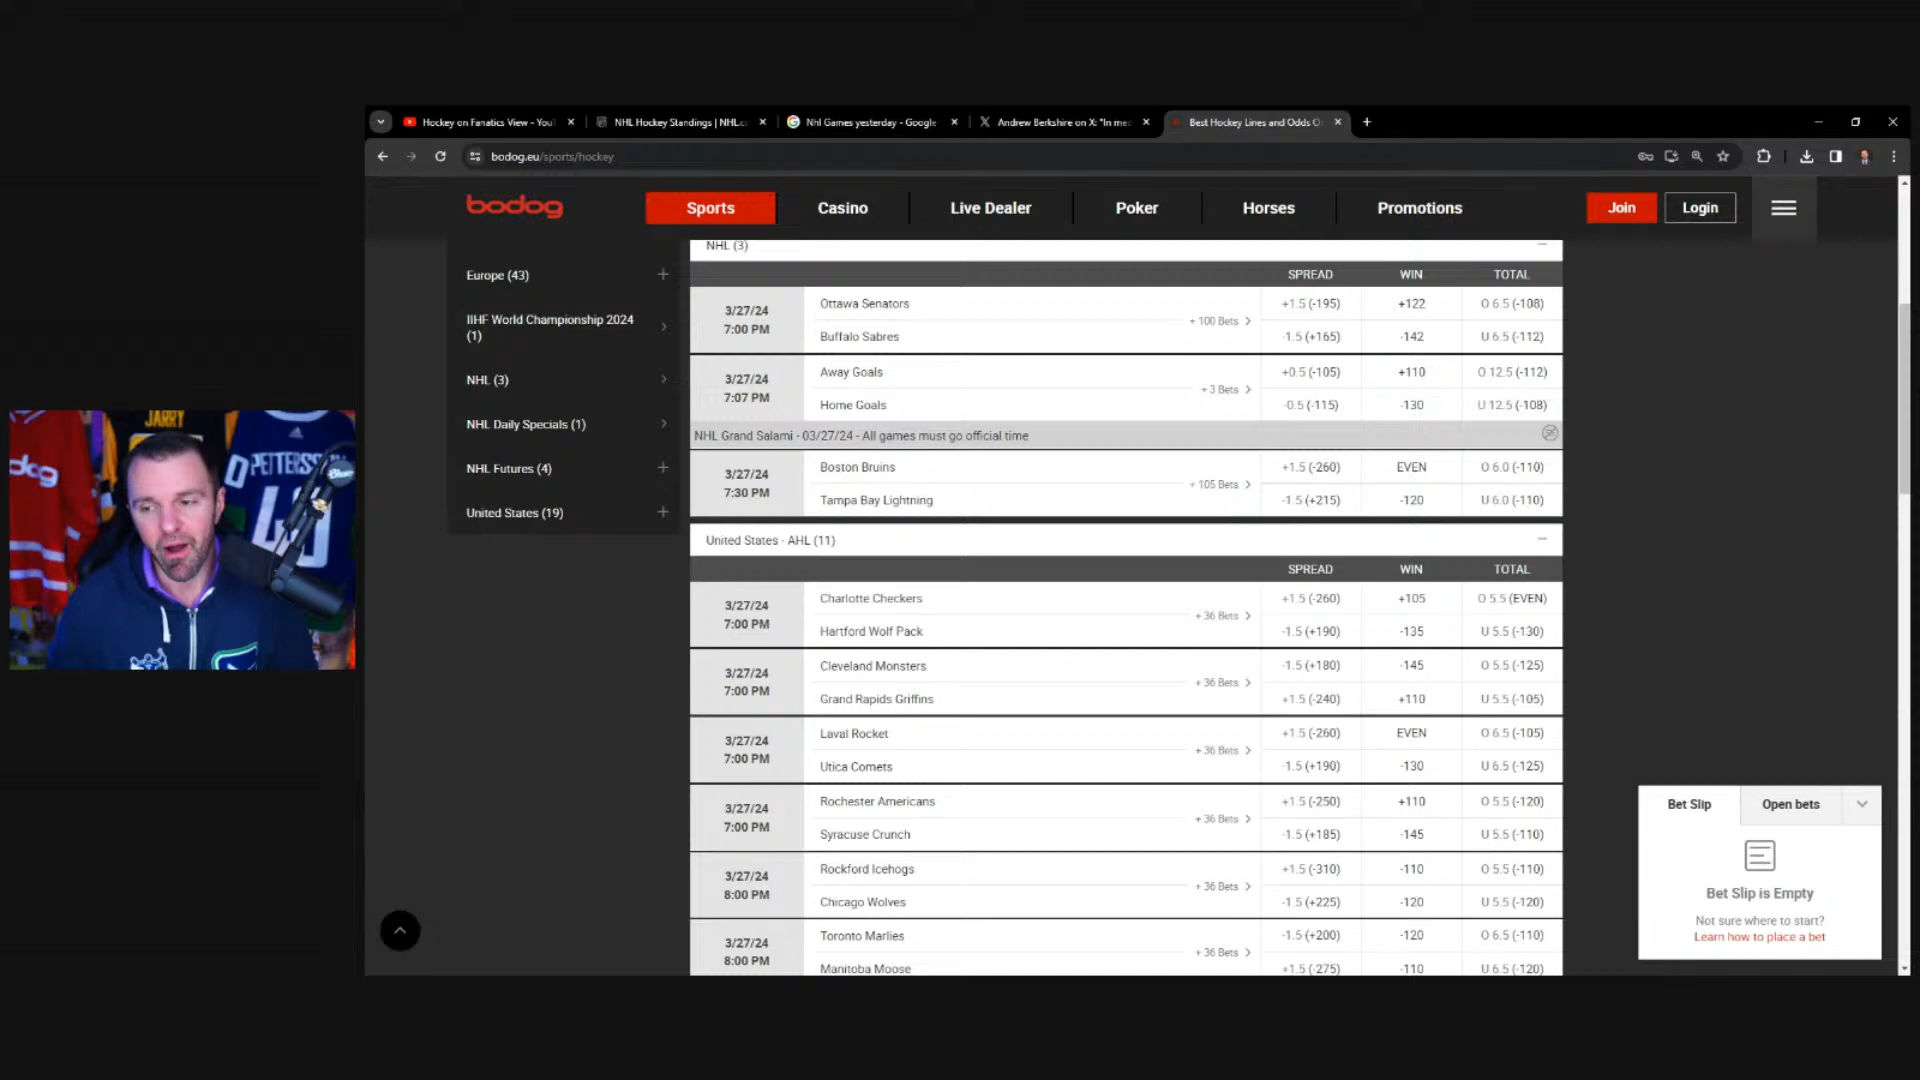 Hockey on Fanatics View - YouT
NHL Hockey Standings | NHL.c
Nhl Games yesterday - Google
Andrew Berkshire on X: "In me
Best Hockey Lines and Odds O
bodog.eu/sports/hockey
bodog
Sports
Casino
Live Dealer
Poker
Horses
Promotions
Join
Login
Europe (43)
IIHF World Championship 2024
(1)
NHL (3)
NHL Daily Specials (1)
NHL Futures (4)
United States (19)
NHL (3)
SPREAD WIN TOTAL
3/27/24
7:00 PM
Ottawa Senators +1.5 (-195) +122 O 6.5 (-108)
+ 100 Bets
Buffalo Sabres -1.5 (+165) -142 U 6.5 (-112)
3/27/24
7:07 PM
Away Goals +0.5 (-105) +110 O 12.5 (-112)
+ 3 Bets
Home Goals -0.5 (-115) -130 U 12.5 (-108)
NHL Grand Salami - 03/27/24 - All games must go official time
3/27/24
7:30 PM
Boston Bruins +1.5 (-260) EVEN O 6.0 (-110)
+ 105 Bets
Tampa Bay Lightning -1.5 (+215) -120 U 6.0 (-110)
United States - AHL (11)
SPREAD WIN TOTAL
3/27/24
7:00 PM
Charlotte Checkers +1.5 (-260) +105 O 5.5 (EVEN)
+ 36 Bets
Hartford Wolf Pack -1.5 (+190) -135 U 5.5 (-130)
3/27/24
7:00 PM
Cleveland Monsters -1.5 (+180) -145 O 5.5 (-125)
+ 36 Bets
Grand Rapids Griffins +1.5 (-240) +110 U 5.5 (-105)
3/27/24
7:00 PM
Laval Rocket +1.5 (-260) EVEN O 6.5 (-105)
+ 36 Bets
Utica Comets -1.5 (+190) -130 U 6.5 (-125)
3/27/24
7:00 PM
Rochester Americans +1.5 (-250) +110 O 5.5 (-120)
+ 36 Bets
Syracuse Crunch -1.5 (+185) -145 U 5.5 (-110)
3/27/24
8:00 PM
Rockford Icehogs +1.5 (-310) -110 O 5.5 (-110)
+ 36 Bets
Chicago Wolves -1.5 (+225) -120 U 5.5 (-120)
3/27/24
8:00 PM
Toronto Marlies -1.5 (+200) -120 O 6.5 (-110)
+ 36 Bets
Manitoba Moose +1.5 (-275) -110 U 6.5 (-120)
Bet Slip
Open bets
Bet Slip is Empty
Not sure where to start?
Learn how to place a bet
JARRY
PETTERSS
40
dog
Blue